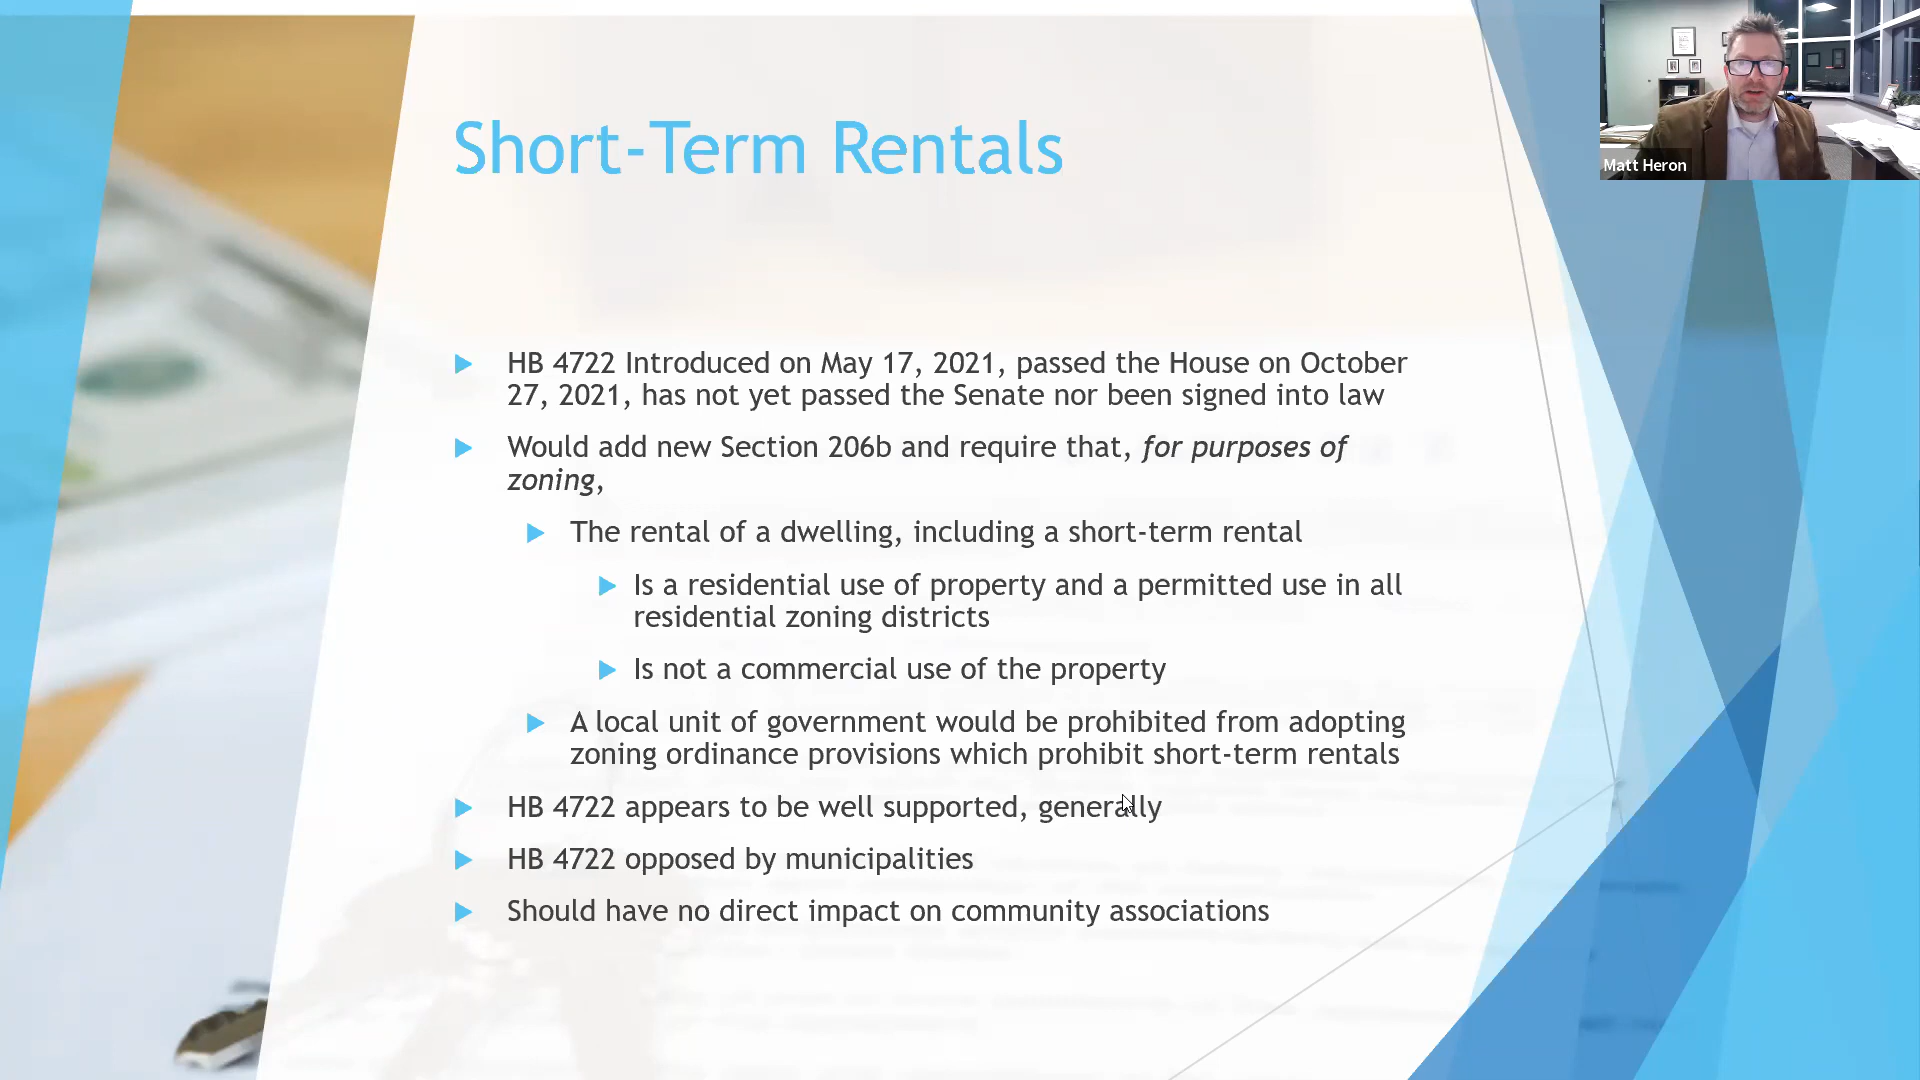 Short-Term Rentals
Matt Heron
HB 4722 Introduced on May 17, 2021, passed the House on October
27, 2021, has not yet passed the Senate nor been signed into law
Would add new Section 206b and require that, for purposes of
zoning,
The rental of a dwelling, including a short-term rental
Is a residential use of property and a permitted use in all
residential zoning districts
Is not a commercial use of the property
A local unit of government would be prohibited from adopting
zoning ordinance provisions which prohibit short-term rentals
HB 4722 appears to be well supported, generally
HB 4722 opposed by municipalities
Should have no direct impact on community associations